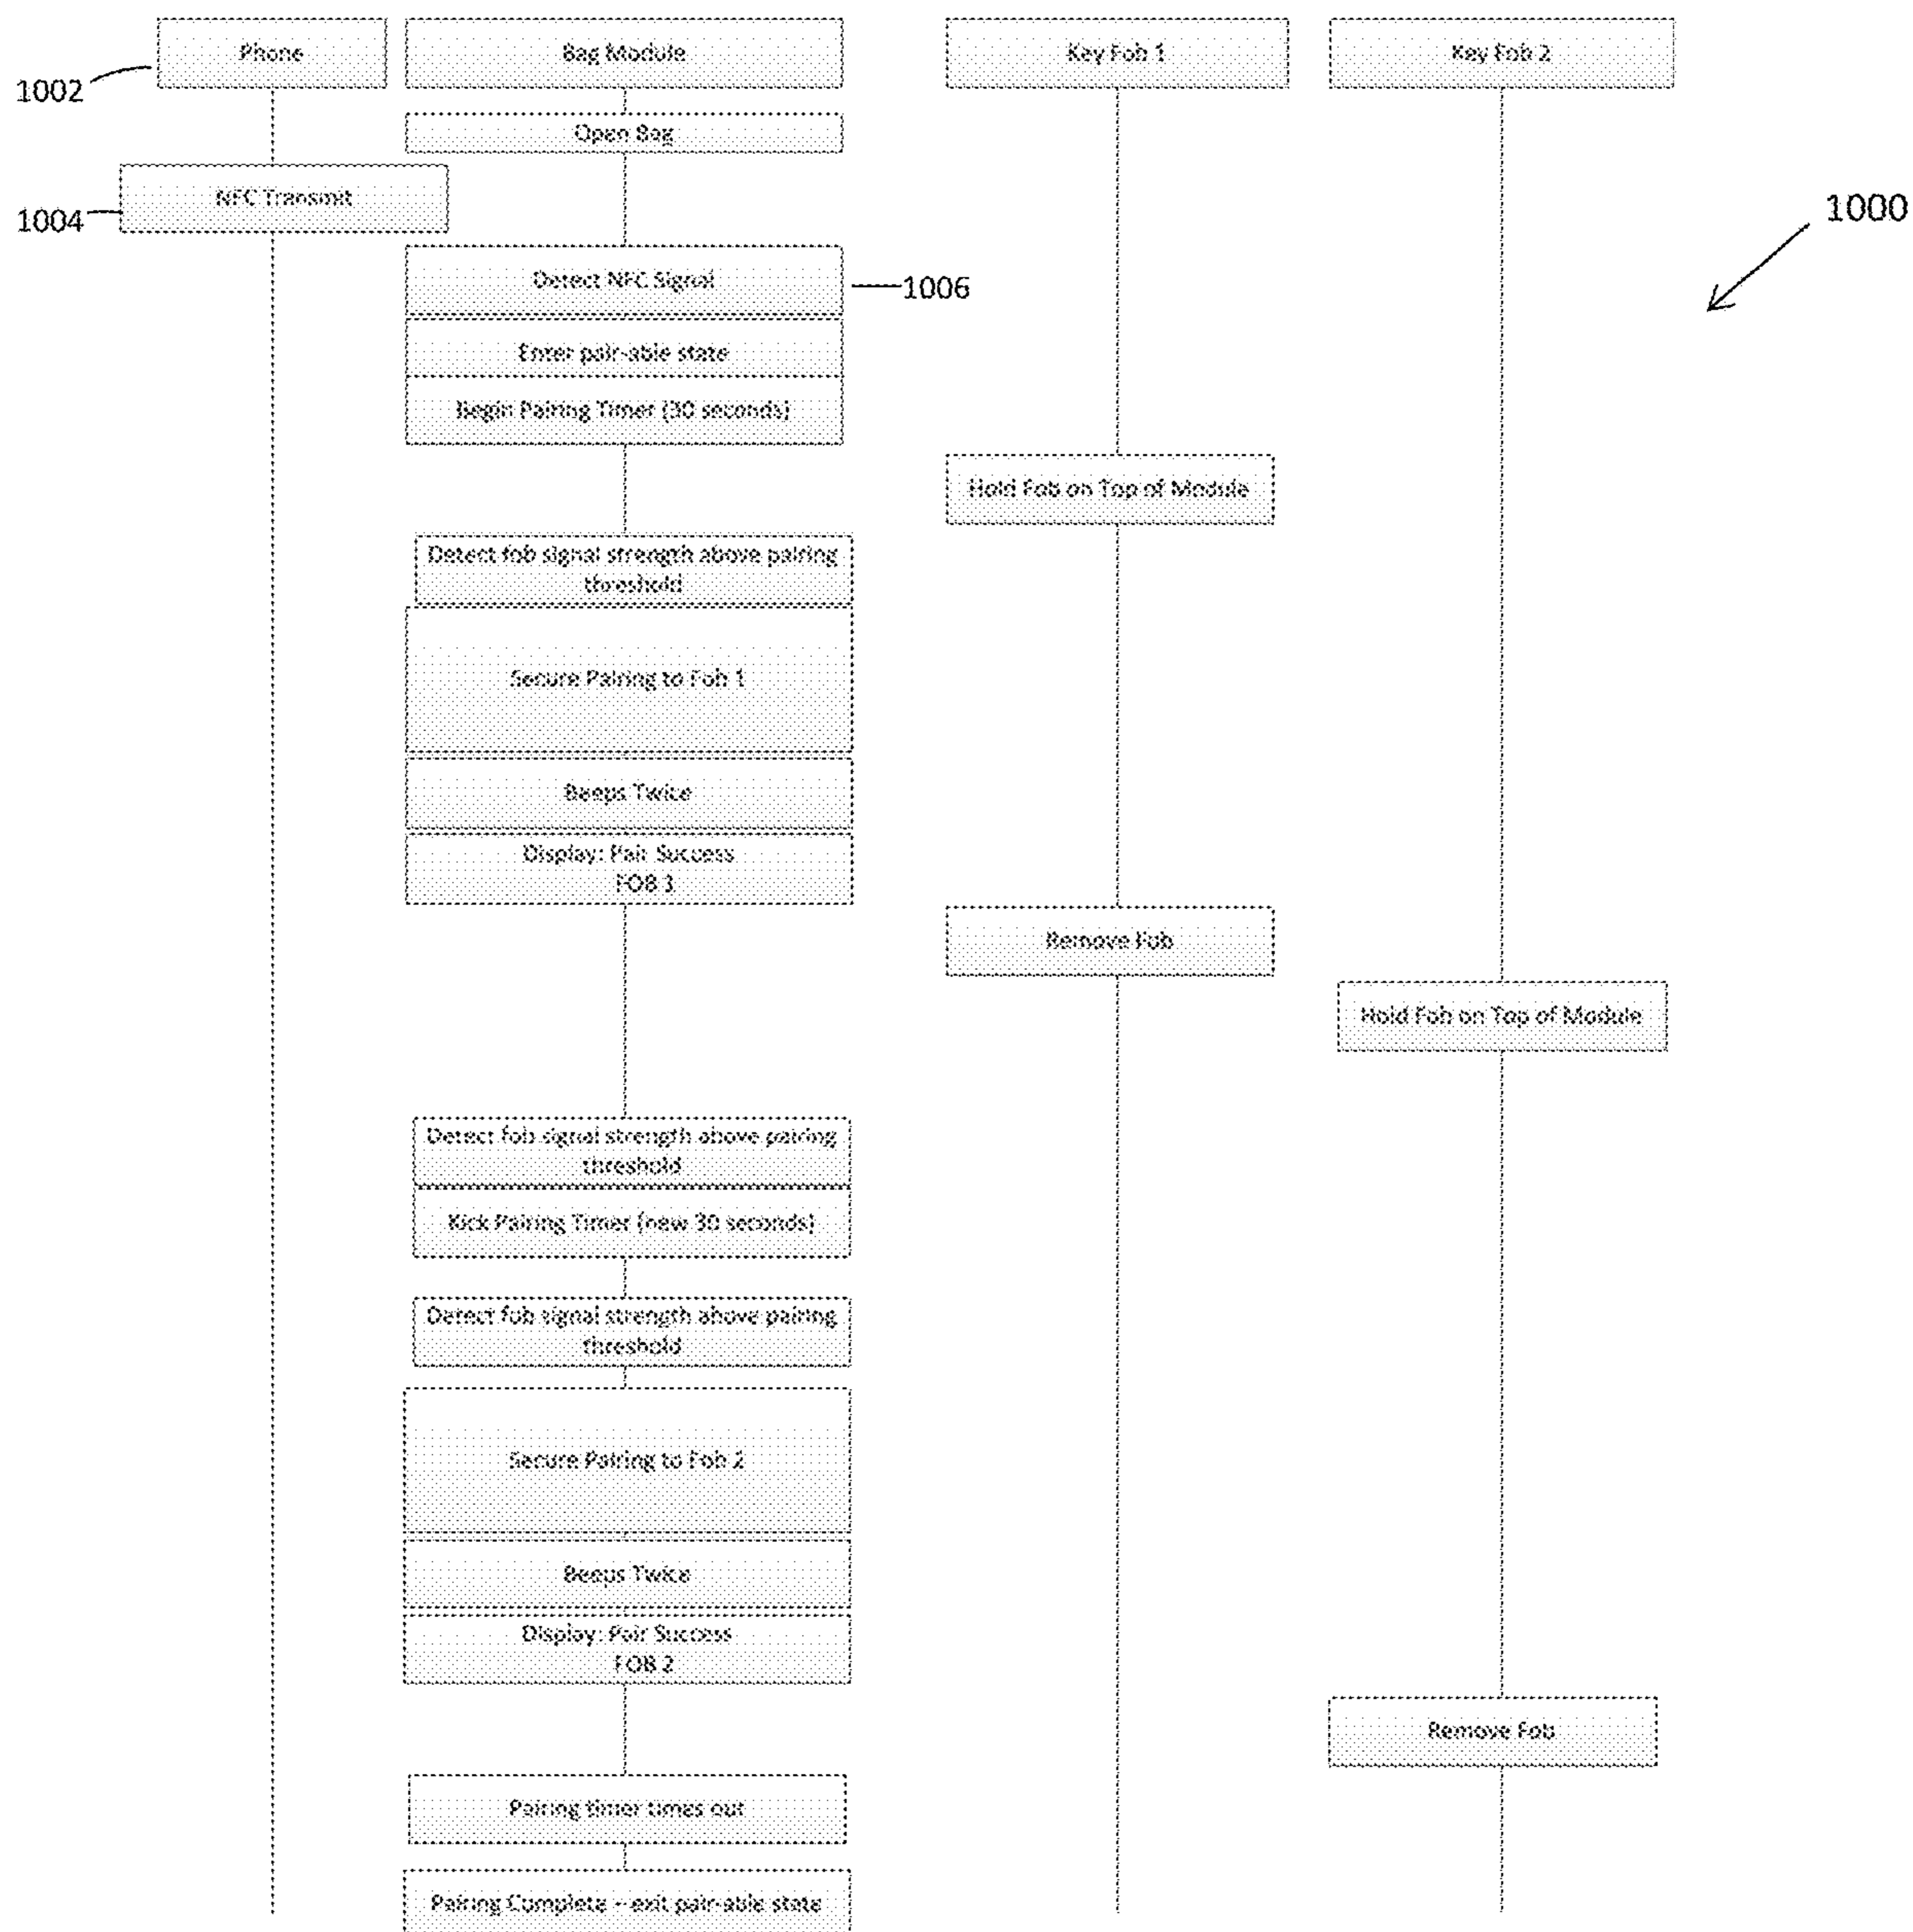 Phone
Bag Module
Key Fob 1
Key Fob 2
1002
Open Bag
NFC Transmit
1004
1000
Detect NFC Signal
1006
Enter pair-able state
Begin Pairing Timer (30 seconds)
Hold Fob on Top of Module
Detect fob signal strength above pairing
threshold
Secure Pairing to Fob 1
Beeps Twice
Display: Pair Success
FOB 1
Remove Fob
Hold Fob on Top of Module
Detect fob signal strength above pairing
threshold
Kick Pairing Timer (new 30 seconds)
Detect fob signal strength above pairing
threshold
Secure Pairing to Fob 2
Beeps Twice
Display: Pair Success
FOB 2
Remove Fob
Pairing timer times out
Pairing Complete – exit pair-able state